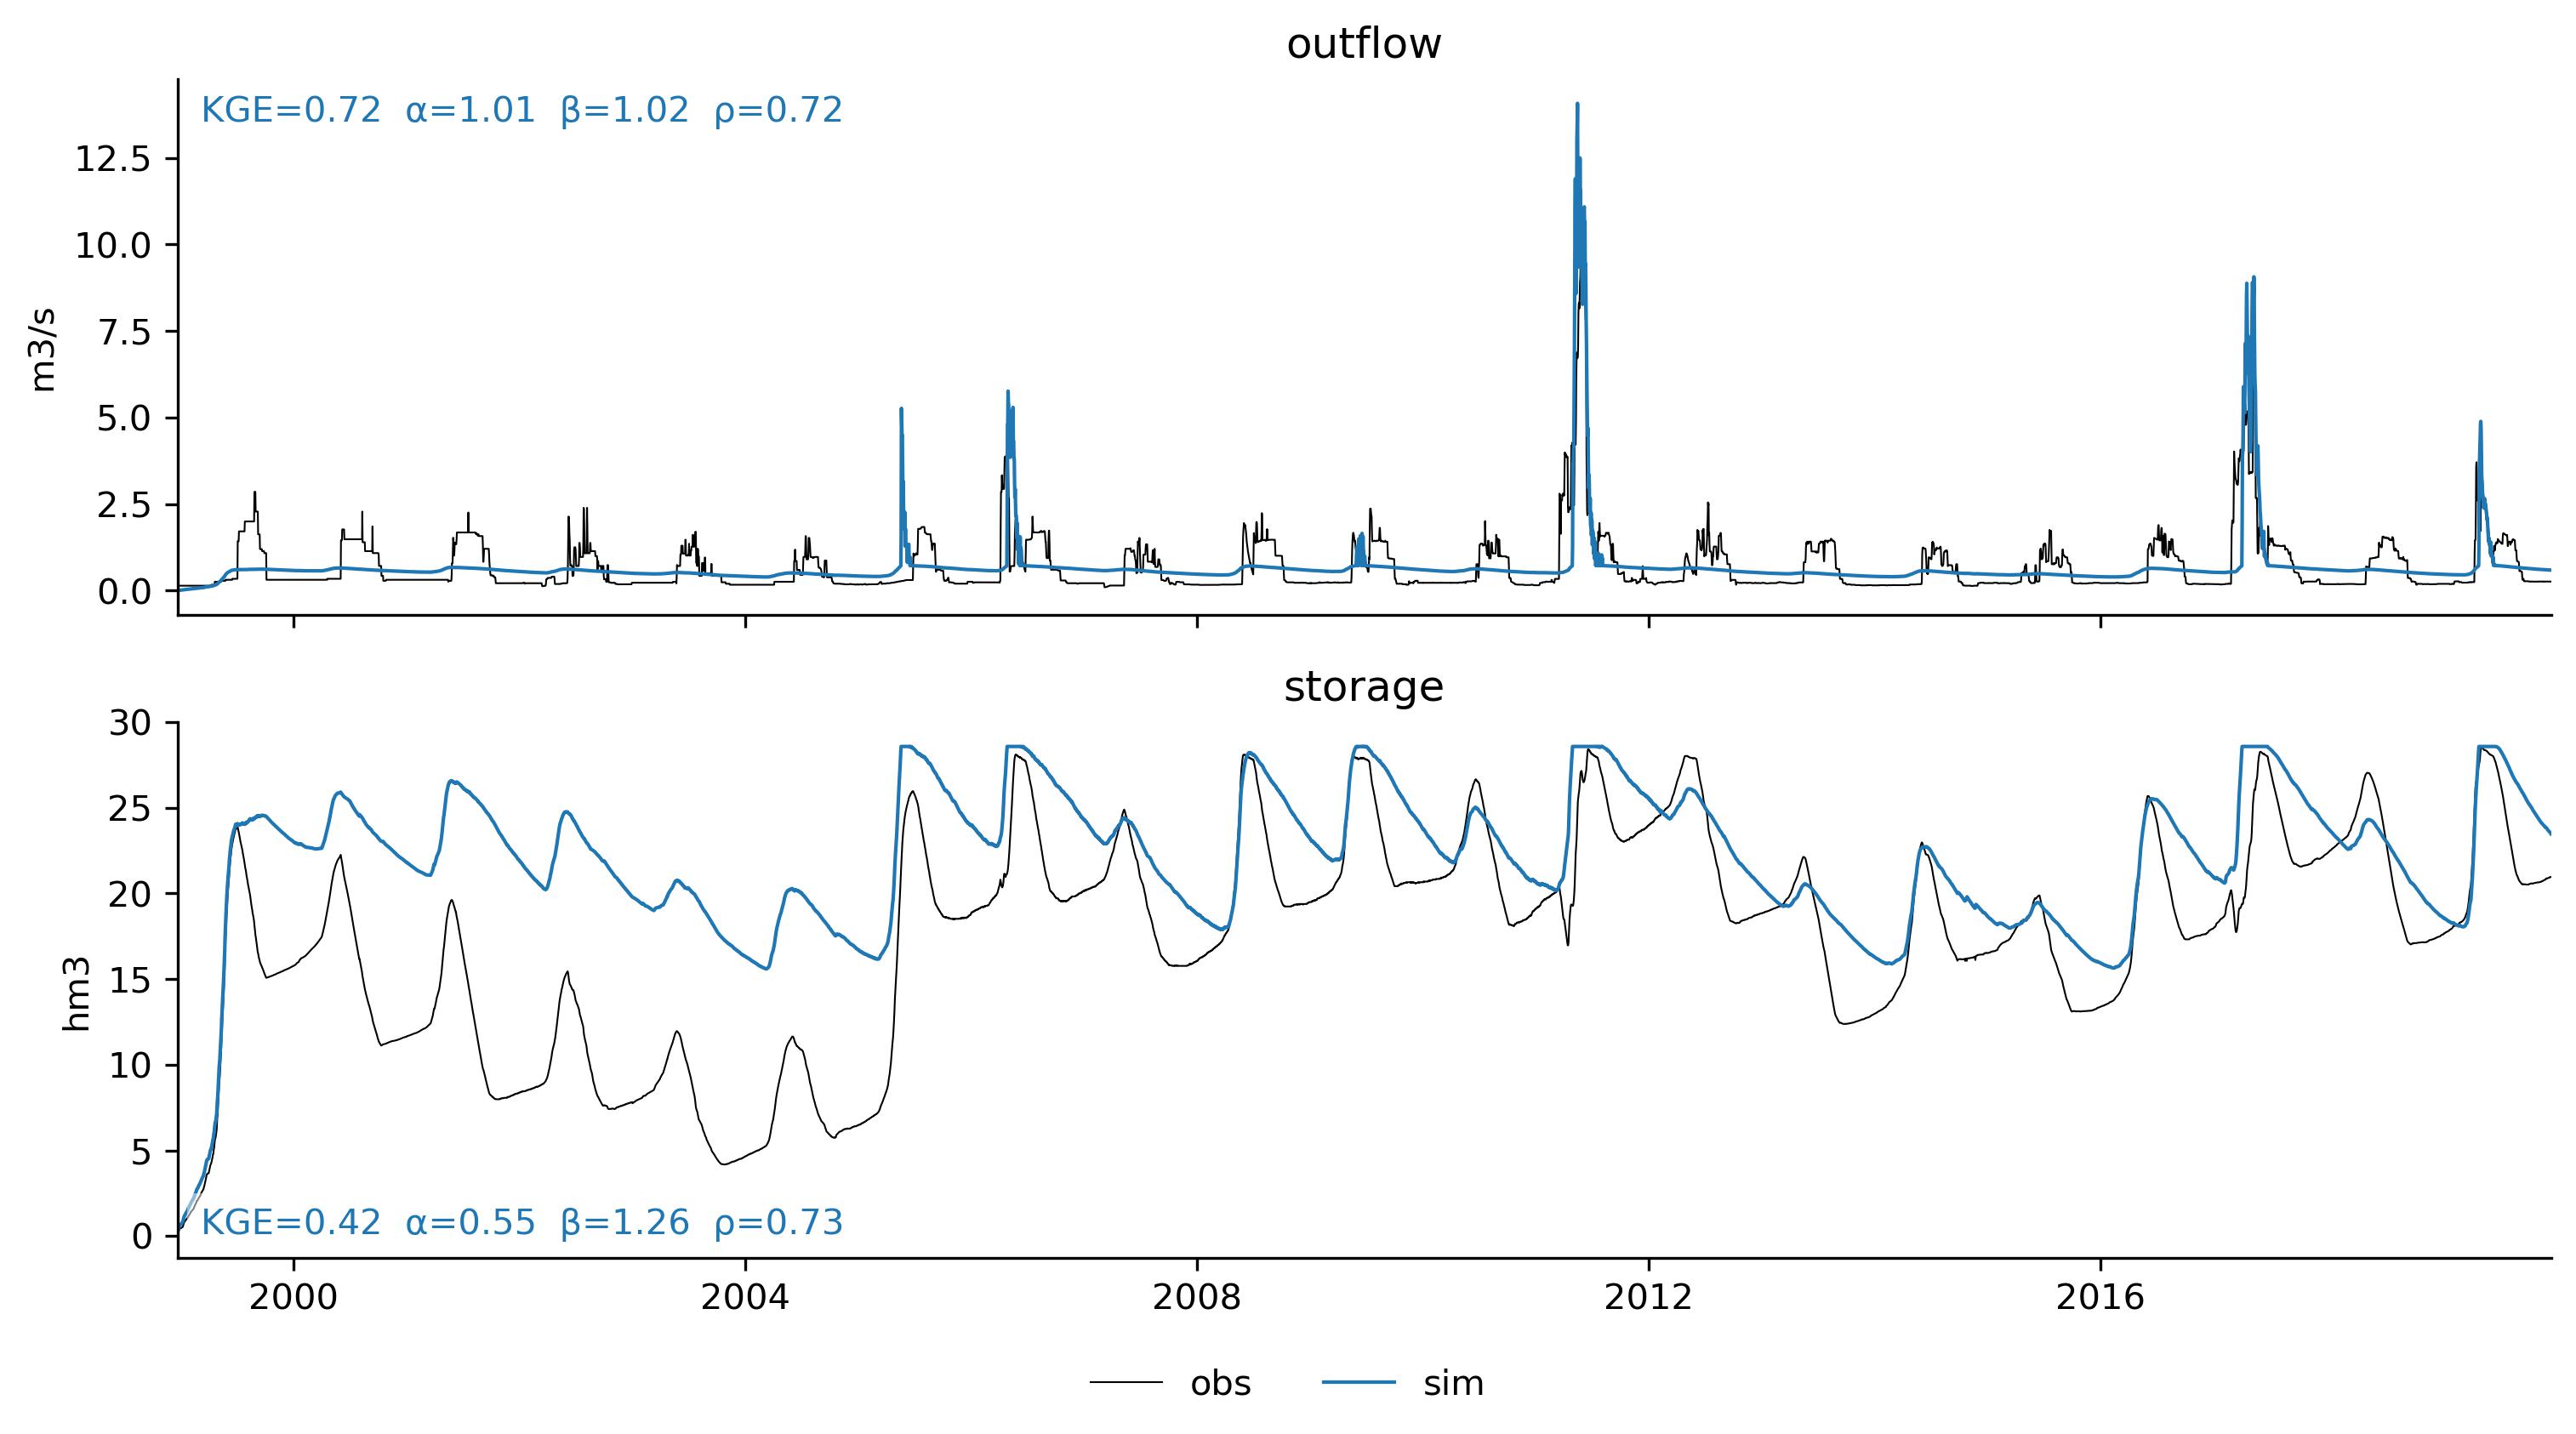 outflow
KGE=0.72 α=1.01 β=1.02 ρ=0.72
12.5
10.0
7.5
5.0
2.5
0.0
m3/s
storage
30
25
20
15
10
5
0
hm3
KGE=0.42 α=0.55 β=1.26 ρ=0.73
2000 2004 2008 2012 2016
obs sim